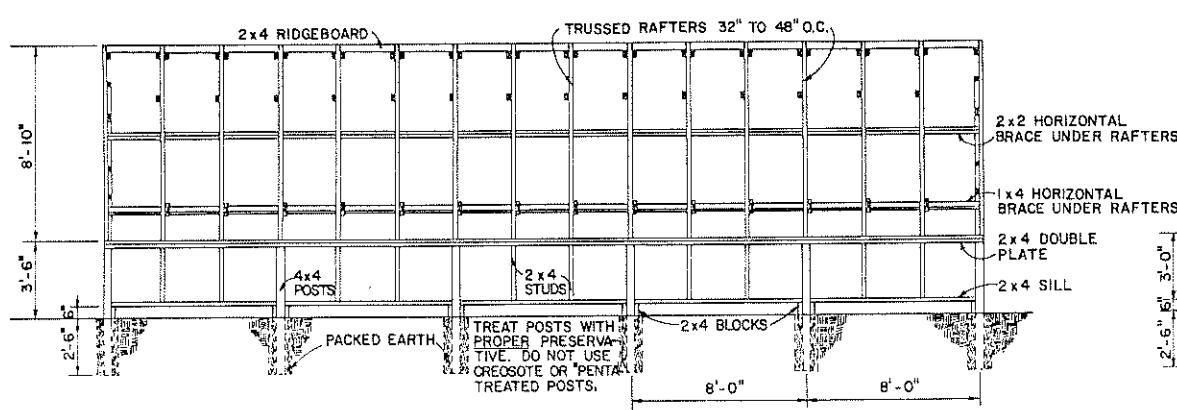 2x4 RIDGEBOARD
TRUSSED RAFTERS 32" TO 48" O.C.
8'-10"
2x2 HORIZONTAL
BRACE UNDER RAFTERS
1x4 HORIZONTAL
BRACE UNDER RAFTERS
2x4 DOUBLE
PLATE
3'-6"
4x4
POSTS
2x4
STUDS
2x4 SILL
3'-0"
6"
6"
2'-6"
2'-6"
PACKED EARTH
TREAT POSTS WITH
PROPER PRESERVA-
TIVE. DO NOT USE
CREOSOTE OR "PENTA
TREATED POSTS.
2x4 BLOCKS
8'-0"
8'-0"